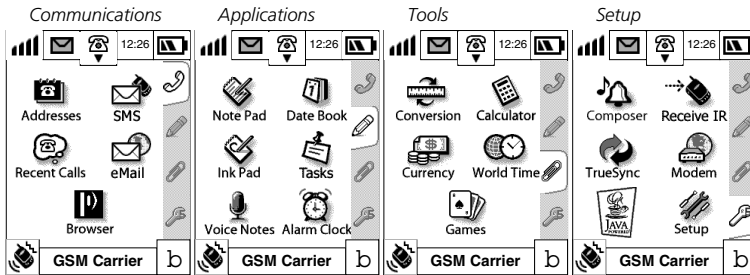 Communications Applications Tools Setup
12:26 12:26 12:26 12:26
Addresses SMS Note Pad Date Book Conversion Calculator Composer Receive IR
Recent Calls eMail Ink Pad Tasks Currency World Time TrueSync Modem
Browser Voice Notes Alarm Clock Games JAVA POWERED Setup
GSM Carrier b GSM Carrier b GSM Carrier b GSM Carrier b